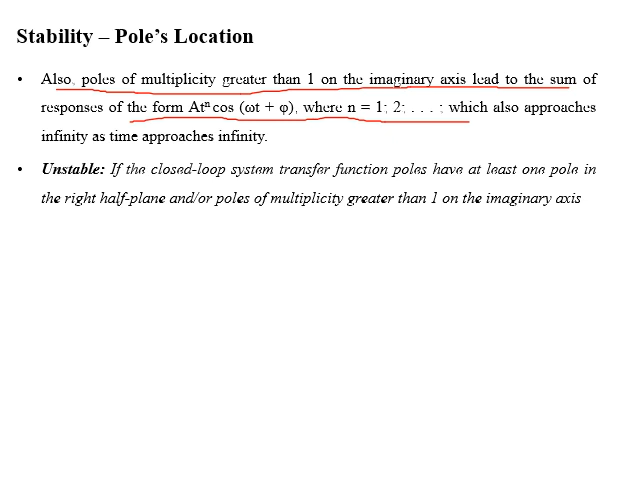 Stability – Pole's Location
• Also, poles of multiplicity greater than 1 on the imaginary axis lead to the sum of
responses of the form Atⁿ cos (ωt + φ), where n = 1; 2; . . . ; which also approaches
infinity as time approaches infinity.
• Unstable: If the closed-loop system transfer function poles have at least one pole in
the right half-plane and/or poles of multiplicity greater than 1 on the imaginary axis